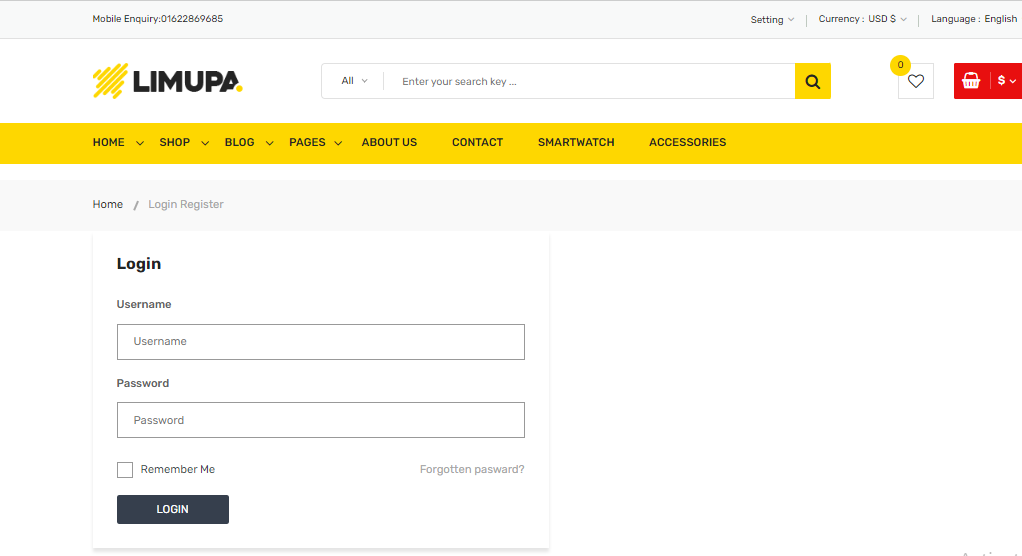 Mobile Enquiry:01622869685 Setting Currency : USD $ Language : English
LIMUPA. All Enter your search key ... 0 $
HOME SHOP BLOG PAGES ABOUT US CONTACT SMARTWATCH ACCESSORIES
Home / Login Register
Login
Username
Username
Password
Password
Remember Me Forgotten pasward?
LOGIN